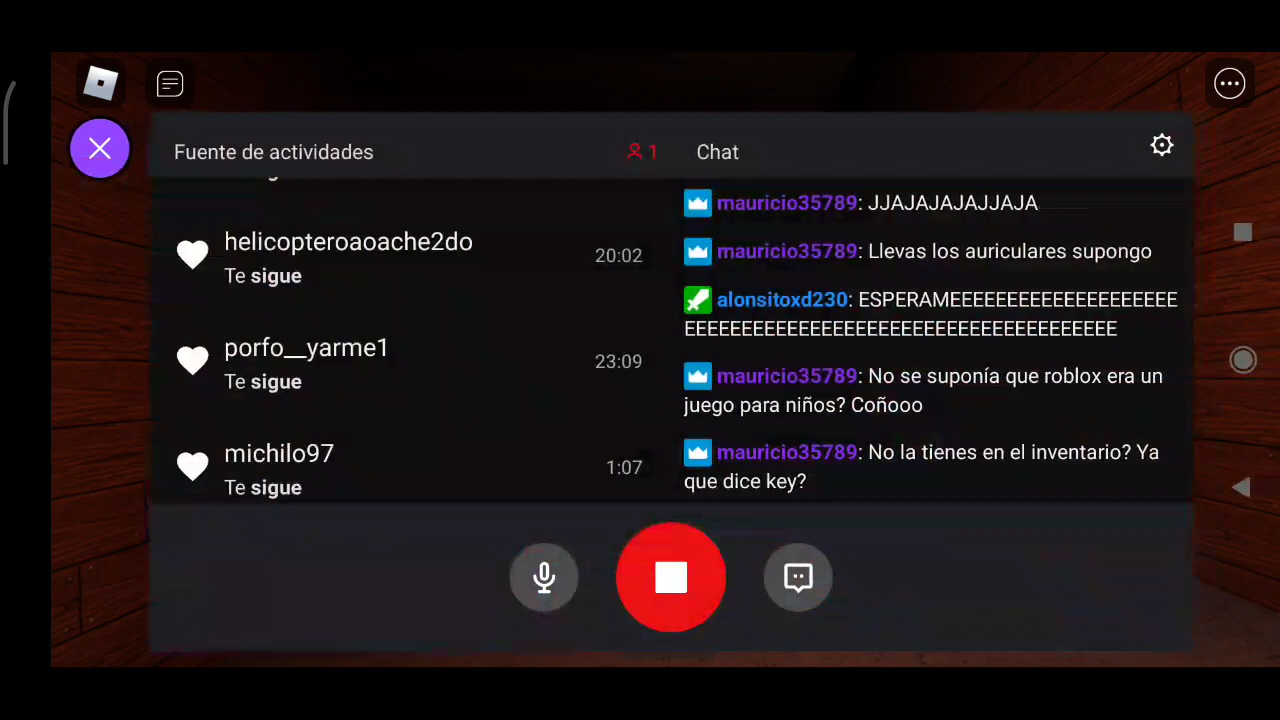 Fuente de actividades
1
Chat
helicopteroaoache2do
20:02
Te sigue
porfo__yarme1
23:09
Te sigue
michilo97
1:07
Te sigue
mauricio35789: JJAJAJAJAJJAJA
mauricio35789: Llevas los auriculares supongo
alonsitoxd230: ESPERAMEEEEEEEEEEEEEEEEEEEE
EEEEEEEEEEEEEEEEEEEEEEEEEEEEEEEEEEEEEE
mauricio35789: No se suponía que roblox era un
juego para niños? Coñooo
mauricio35789: No la tienes en el inventario? Ya
que dice key?